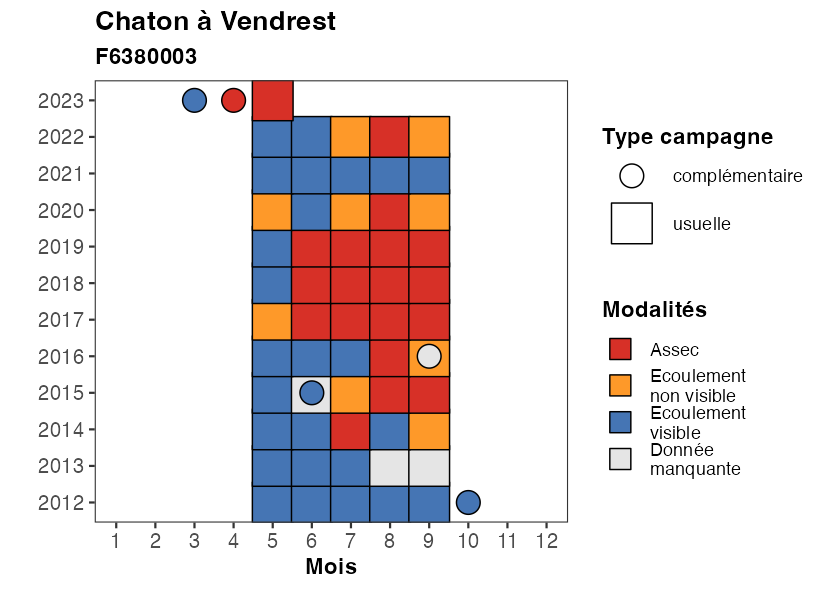 Chaton à Vendrest
F6380003
2023
2022
2021
2020
2019
2018
2017
2016
2015
2014
2013
2012
1 2 3 4 5 6 7 8 9 10 11 12
Mois
Type campagne
complémentaire
usuelle
Modalités
Assec
Ecoulement
non visible
Ecoulement
visible
Donnée
manquante